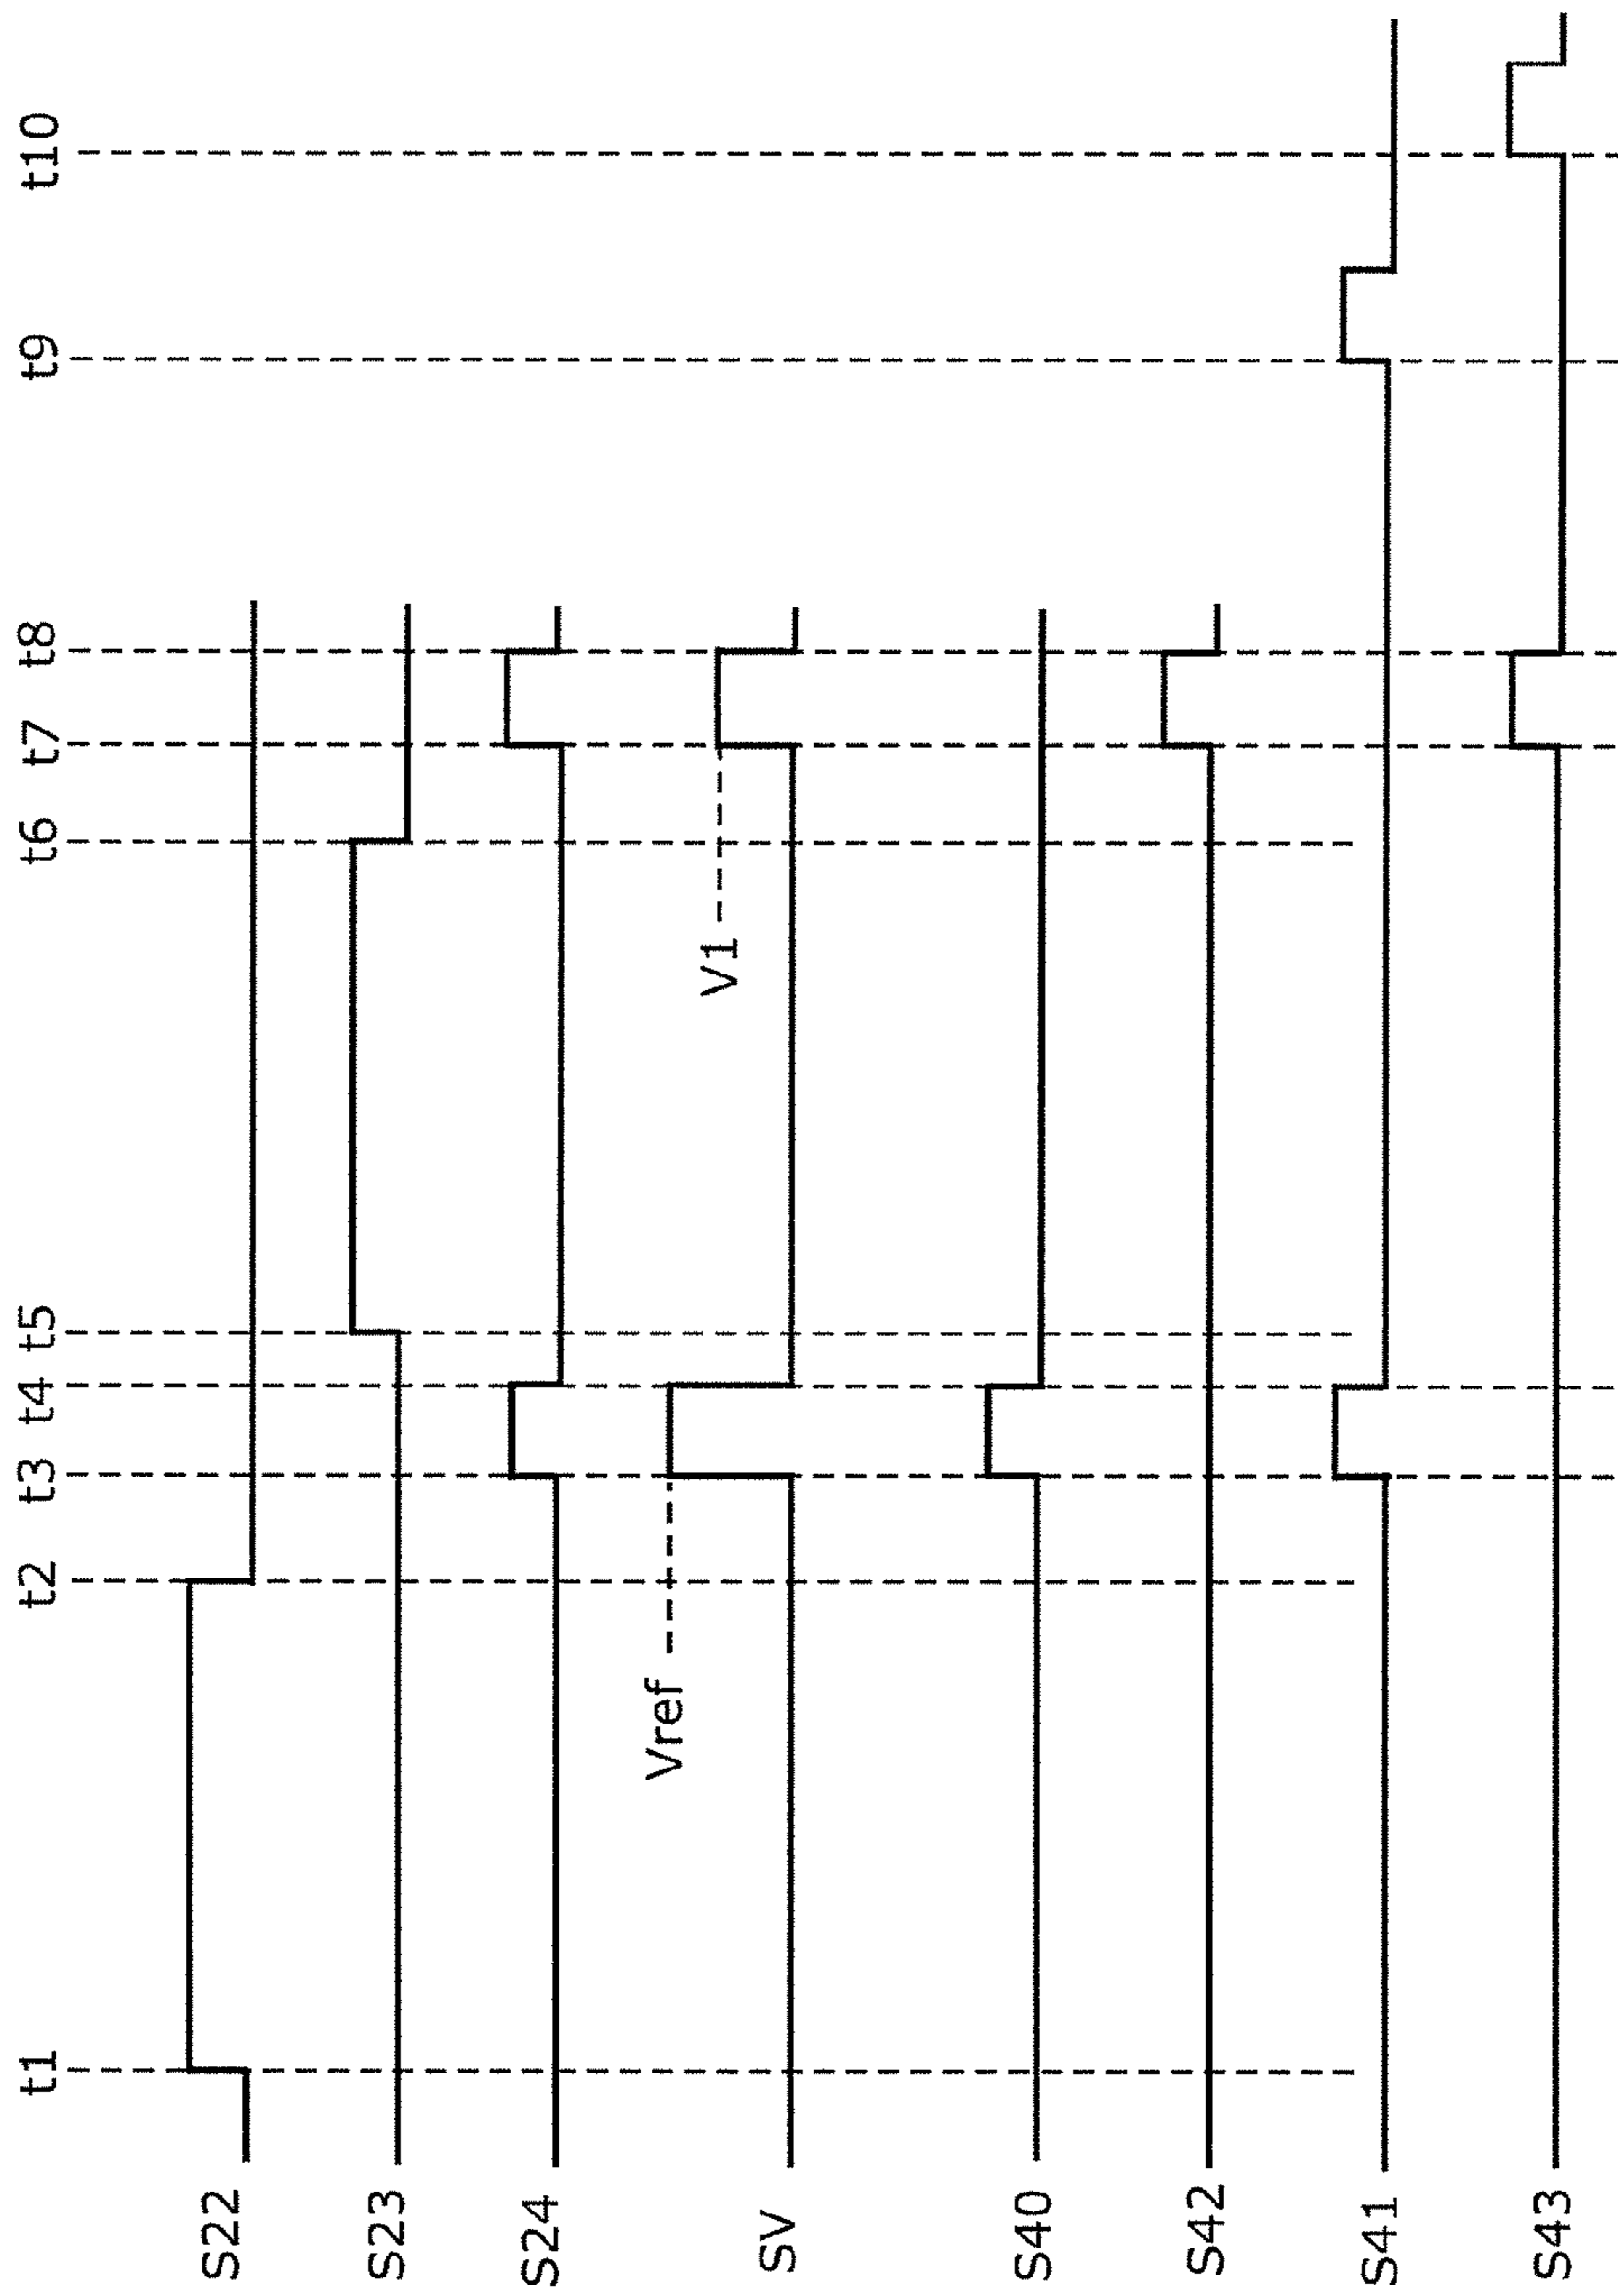 t1 t2 t3 t4 t5 t6 t7 t8 t9 t10
S22
S23
S24
Vref
V1
SV
S40
S42
S41
S43